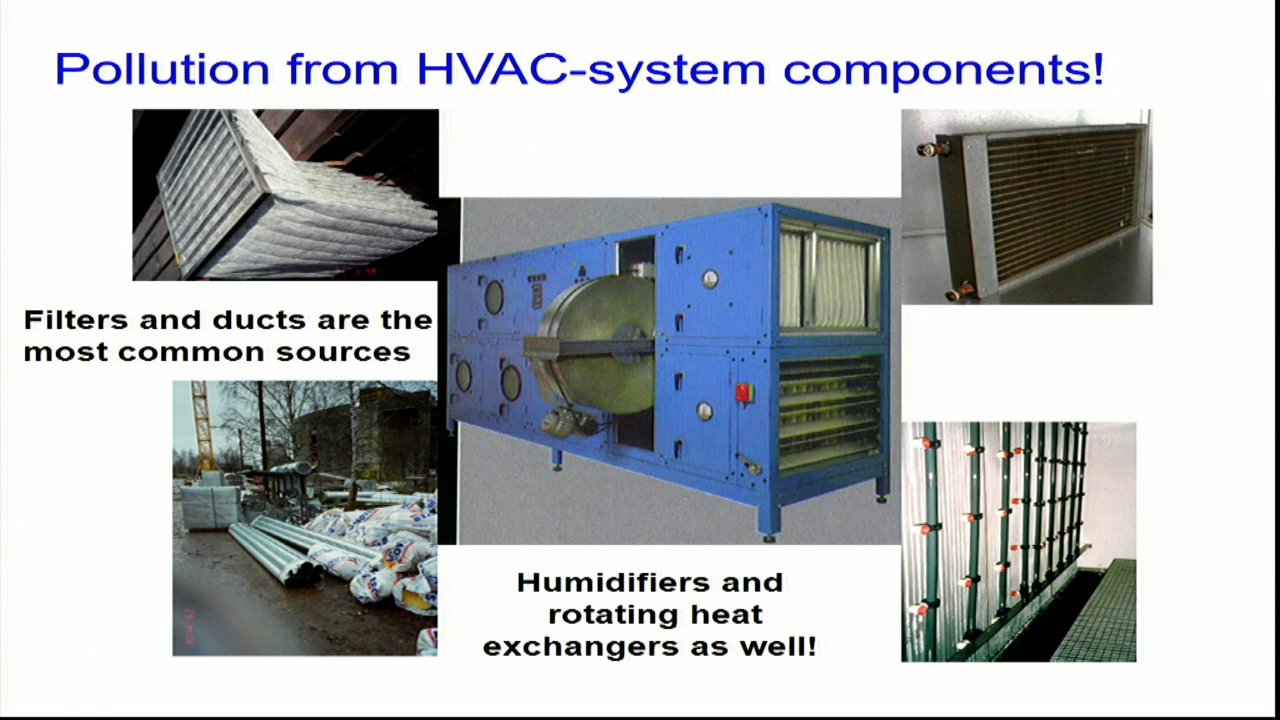 Pollution from HVAC-system components!
Filters and ducts are the
most common sources
Humidifiers and
rotating heat
exchangers as well!